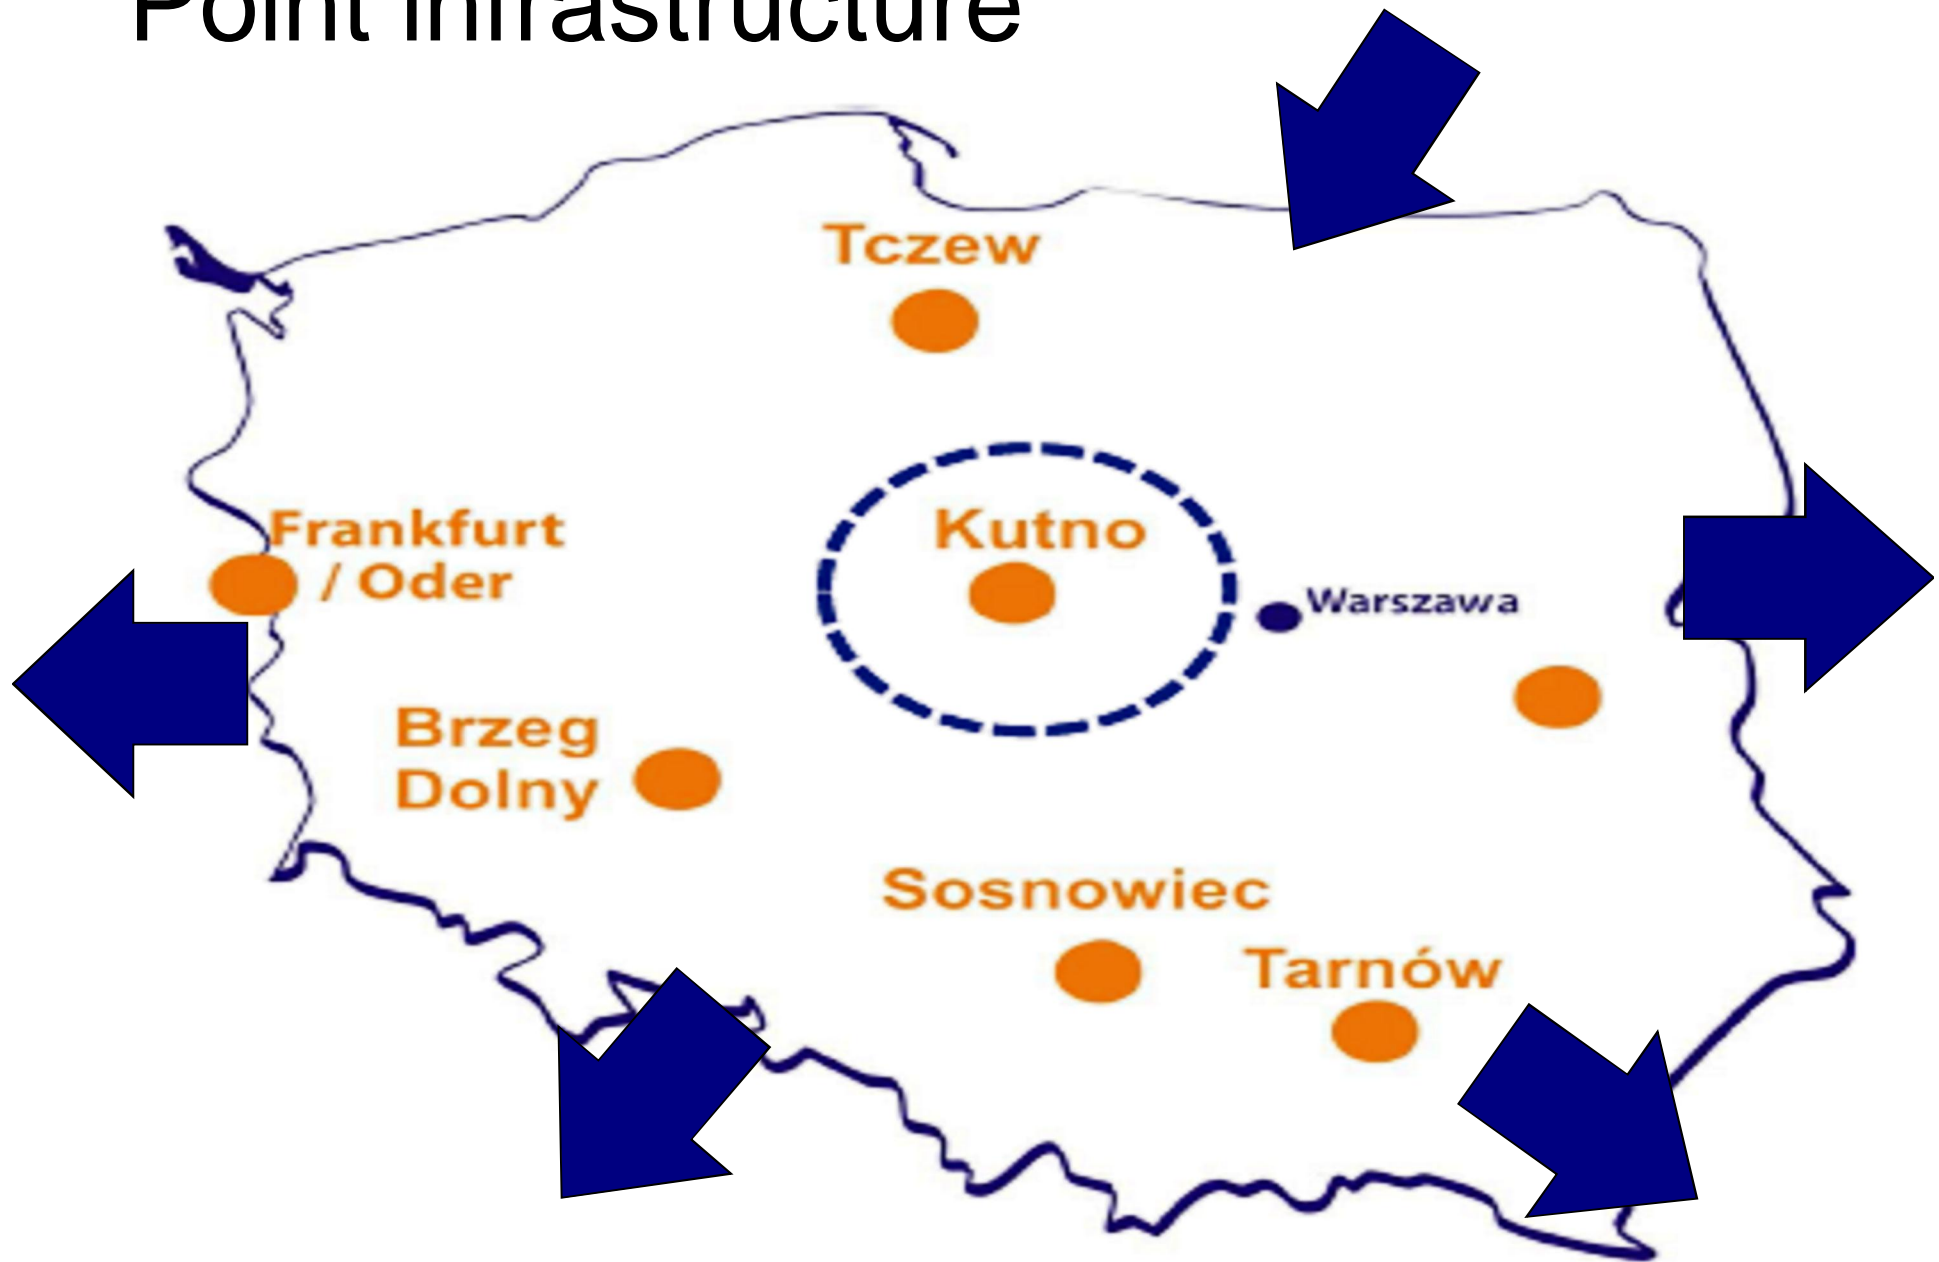 Point infrastructure
Tczew
Frankfurt
/ Oder
Kutno
Warszawa
Brzeg
Dolny
Sosnowiec
Tarnów